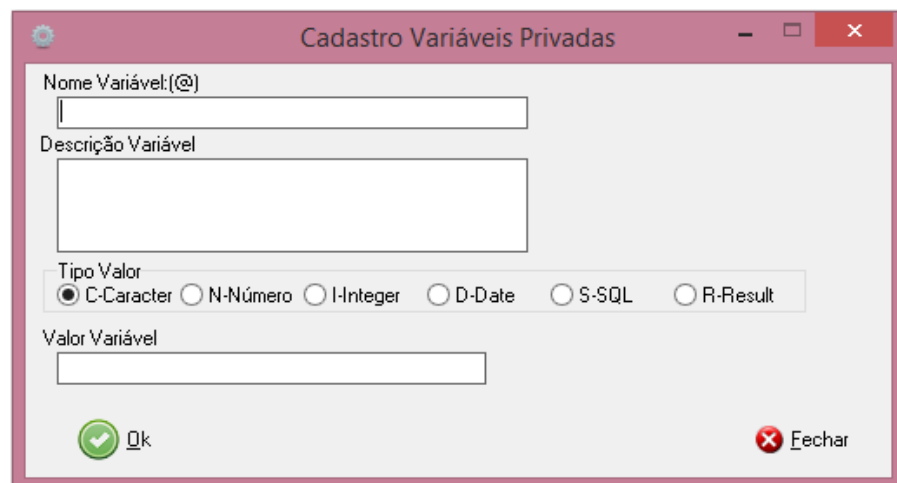 Cadastro Variáveis Privadas
Nome Variável:(@)
Descrição Variável
Tipo Valor
C-Caracter N-Número I-Integer D-Date S-SQL R-Result
Valor Variável
Ok Fechar